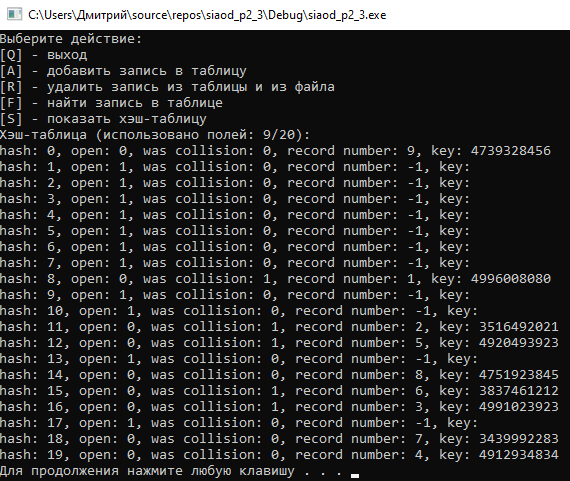 C:\Users\Дмитрий\source\repos\siaod_p2_3\Debug\siaod_p2_3.exe
Выберите действие:
[Q] - выход
[A] - добавить запись в таблицу
[R] - удалить запись из таблицы и из файла
[F] - найти запись в таблице
[S] - показать хэш-таблицу
Хэш-таблица (использовано полей: 9/20):
hash: 0, open: 0, was collision: 0, record number: 9, key: 4739328456
hash: 1, open: 1, was collision: 0, record number: -1, key:
hash: 2, open: 1, was collision: 0, record number: -1, key:
hash: 3, open: 1, was collision: 0, record number: -1, key:
hash: 4, open: 1, was collision: 0, record number: -1, key:
hash: 5, open: 1, was collision: 0, record number: -1, key:
hash: 6, open: 1, was collision: 0, record number: -1, key:
hash: 7, open: 1, was collision: 0, record number: -1, key:
hash: 8, open: 0, was collision: 1, record number: 1, key: 4996008080
hash: 9, open: 1, was collision: 0, record number: -1, key:
hash: 10, open: 1, was collision: 0, record number: -1, key:
hash: 11, open: 0, was collision: 1, record number: 2, key: 3516492021
hash: 12, open: 0, was collision: 1, record number: 5, key: 4920493923
hash: 13, open: 1, was collision: 0, record number: -1, key:
hash: 14, open: 0, was collision: 0, record number: 8, key: 4751923845
hash: 15, open: 0, was collision: 1, record number: 6, key: 3837461212
hash: 16, open: 0, was collision: 1, record number: 3, key: 4991023923
hash: 17, open: 1, was collision: 0, record number: -1, key:
hash: 18, open: 0, was collision: 0, record number: 7, key: 3439992283
hash: 19, open: 0, was collision: 0, record number: 4, key: 4912934834
Для продолжения нажмите любую клавишу . . .